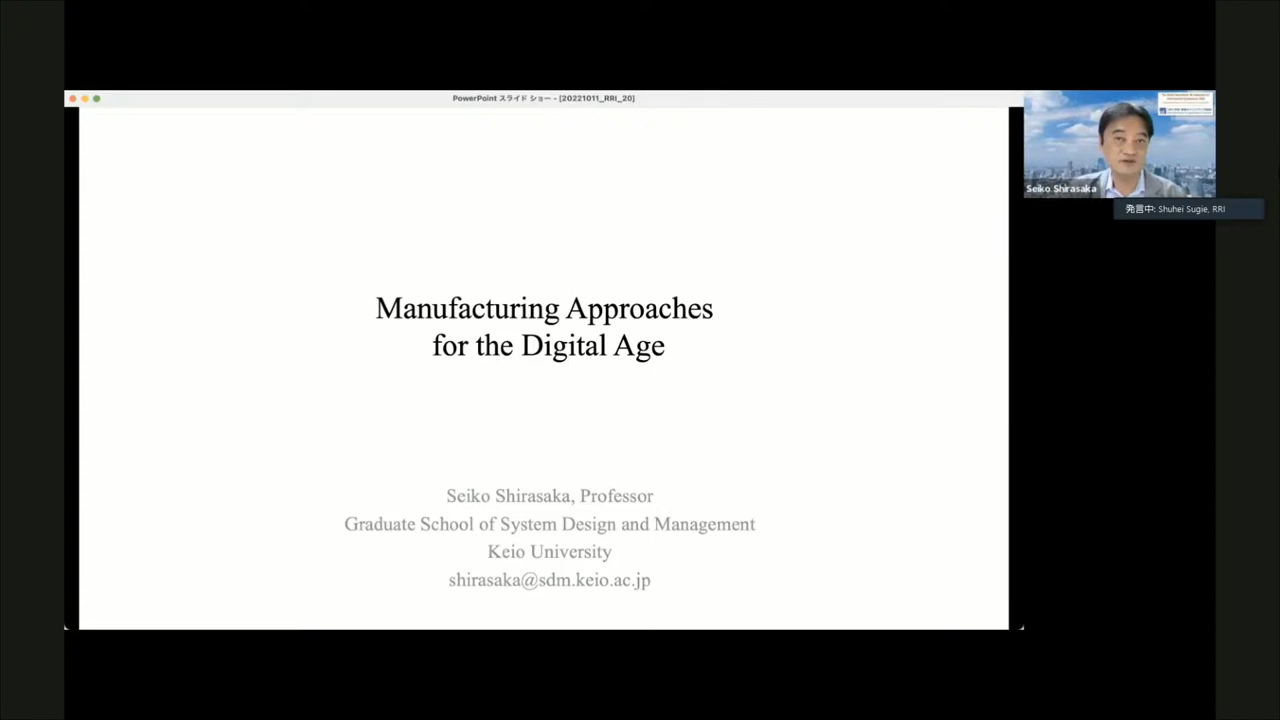 PowerPoint スライド ショー - [20221011_RRI_20]
Manufacturing Approaches
for the Digital Age
Seiko Shirasaka, Professor
Graduate School of System Design and Management
Keio University
shirasaka@sdm.keio.ac.jp
Seiko Shirasaka
発言中: Shuhei Sugie, RRI